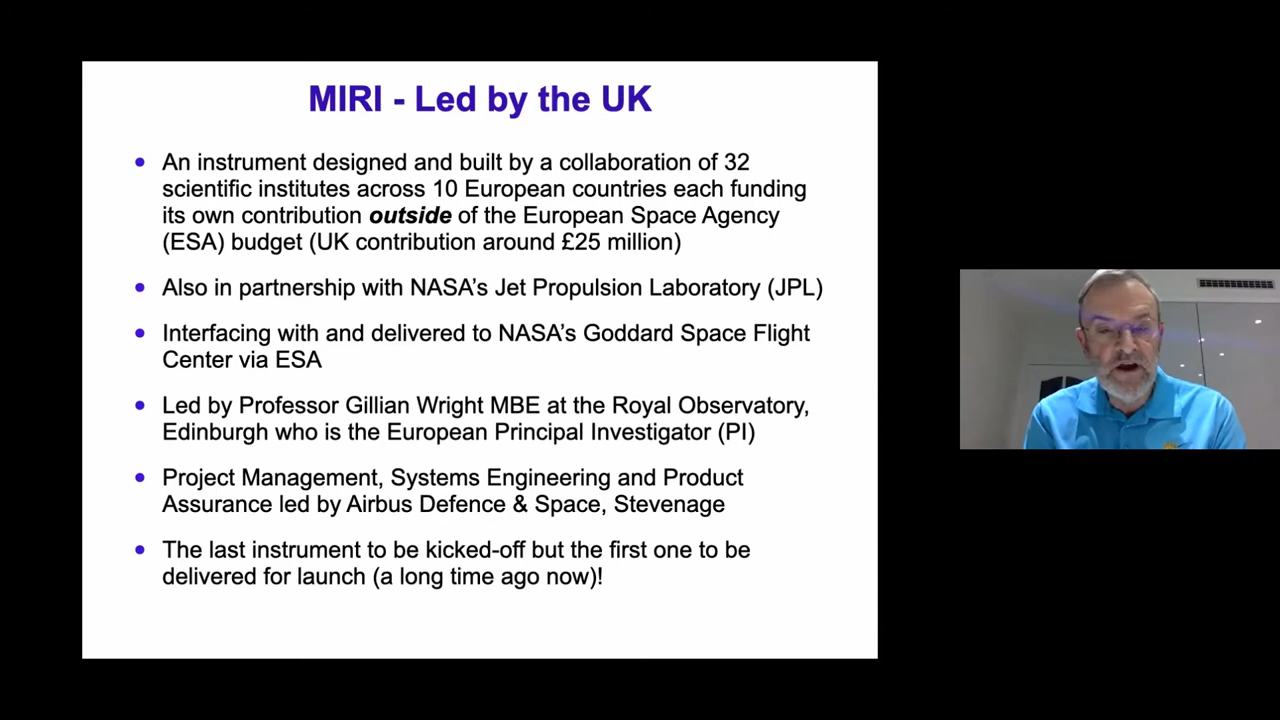 MIRI - Led by the UK
• An instrument designed and built by a collaboration of 32
scientific institutes across 10 European countries each funding
its own contribution outside of the European Space Agency
(ESA) budget (UK contribution around £25 million)
• Also in partnership with NASA’s Jet Propulsion Laboratory (JPL)
• Interfacing with and delivered to NASA’s Goddard Space Flight
Center via ESA
• Led by Professor Gillian Wright MBE at the Royal Observatory,
Edinburgh who is the European Principal Investigator (PI)
• Project Management, Systems Engineering and Product
Assurance led by Airbus Defence & Space, Stevenage
• The last instrument to be kicked-off but the first one to be
delivered for launch (a long time ago now)!